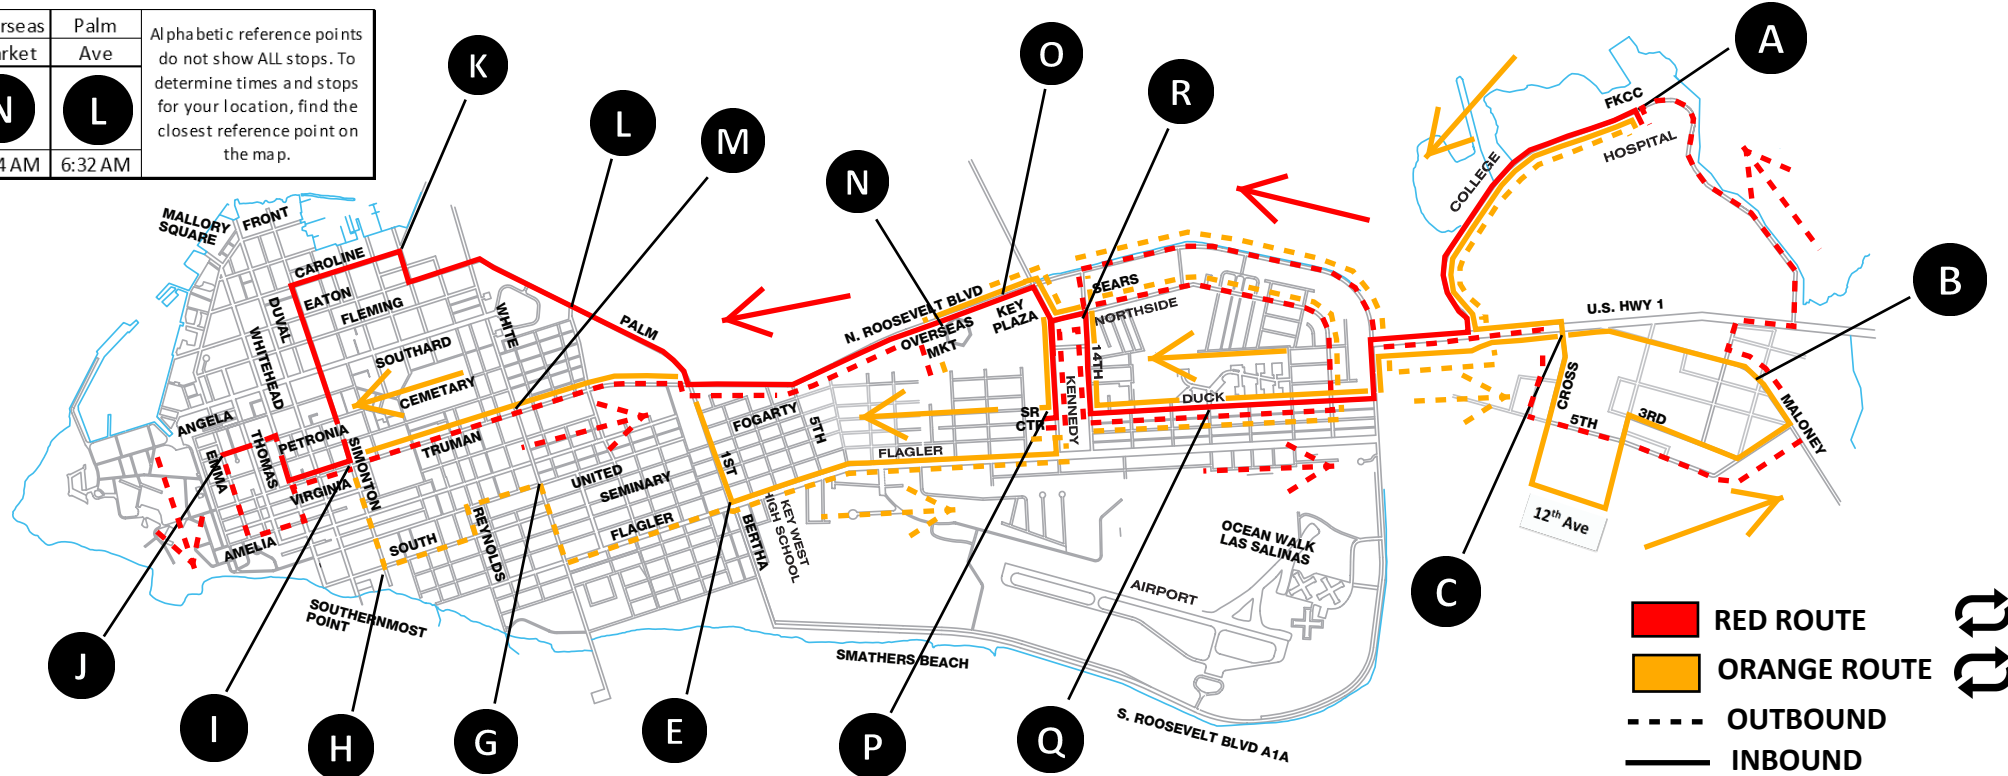 rseas Palm
rket Ave
N L
4 AM 6:32 AM
Alphabetic reference points
do not show ALL stops. To
determine times and stops
for your location, find the
closest reference point on
the map.
K
L
M
N
O
R
A
B
MALLORY
SQUARE
FRONT
CAROLINE
EATON
FLEMING
DUVAL
WHITEHEAD
SOUTHARD
WHITE
PALM
CEMETARY
ANGELA
PETRONIA
THOMAS
EMMA
VIRGINIA
SIMONTON
TRUMAN
AMELIA
SOUTH
REYNOLDS
UNITED
SEMINARY
FLAGLER
FOGARTY
5TH
1ST
BERTHA
KEY WEST
HIGH SCHOOL
SOUTHERNMOST
POINT
N. ROOSEVELT BLVD
OVERSEAS
MKT
KEY
PLAZA
SEARS
NORTHSIDE
14TH
KENNEDY
SR
CTR
DUCK
FLAGLER
OCEAN WALK
LAS SALINAS
AIRPORT
SMATHERS BEACH
S. ROOSEVELT BLVD A1A
FKCC
HOSPITAL
COLLEGE
U.S. HWY 1
CROSS
5TH
3RD
MALONEY
12th Ave
J
I
H
G
E
P
Q
C
RED ROUTE
ORANGE ROUTE
OUTBOUND
INBOUND